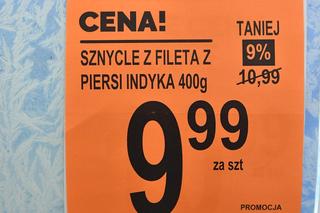 CENA!
TANIEJ
9%
10,99
SZNYCLE Z FILETA Z
PIERSI INDYKA 400g
9 99
za szt
PROMOCJA